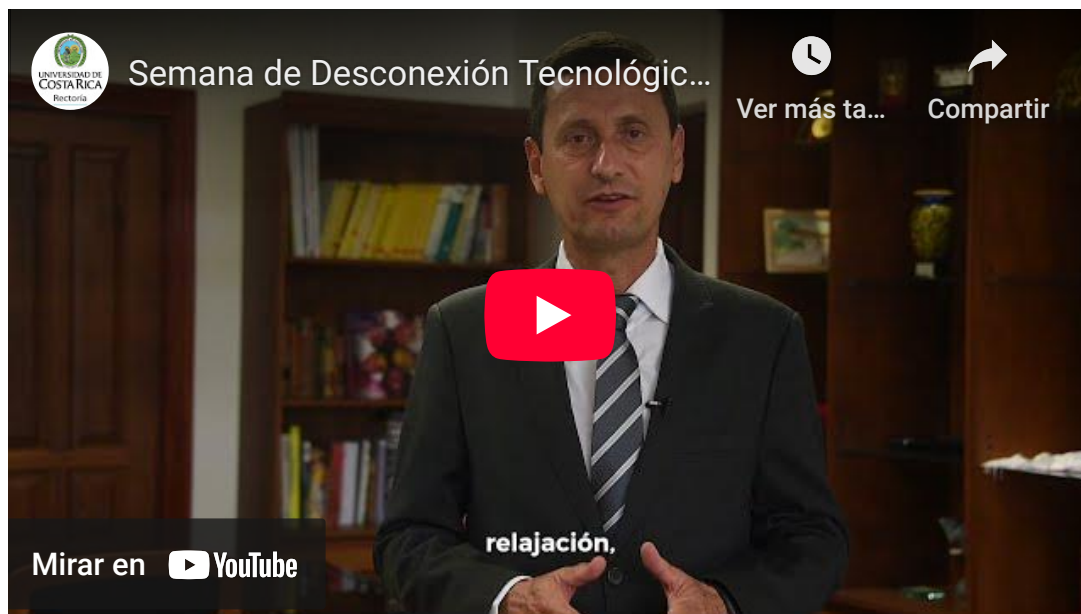 UNIVERSIDAD DE
COSTA RICA
Rectoría
Semana de Desconexión Tecnológic...
Ver más ta...
Compartir
relajación,
Mirar en YouTube